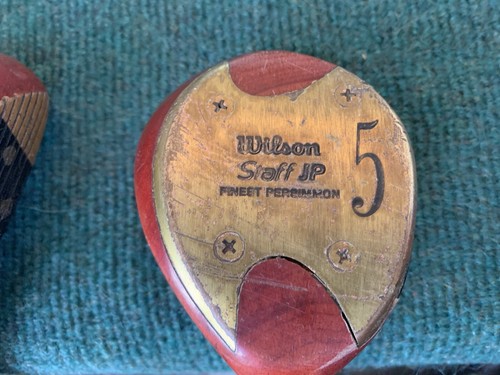 Wilson
Staff JP
FINEST PERSIMMON
5